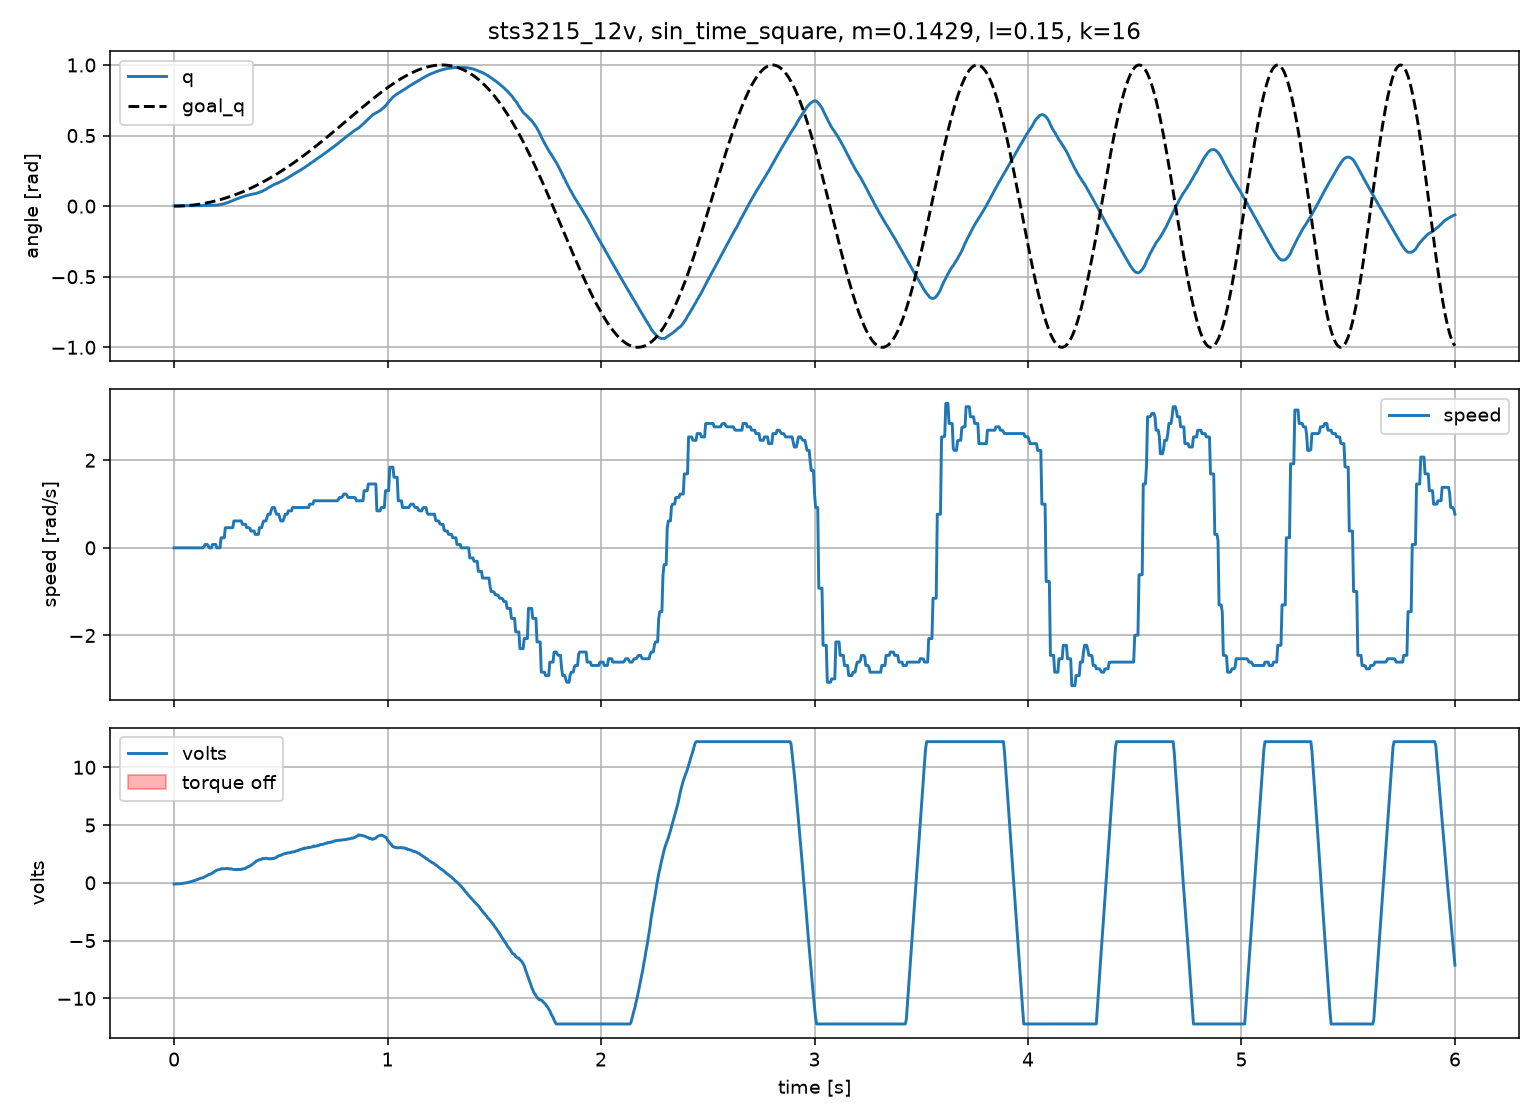 sts3215_12v, sin_time_square, m=0.1429, l=0.15, k=16
1.0
0.5
0.0
−0.5
−1.0
angle [rad]
q
goal_q
2
0
−2
speed [rad/s]
speed
10
5
0
−5
−10
volts
volts
torque off
0 1 2 3 4 5 6
time [s]